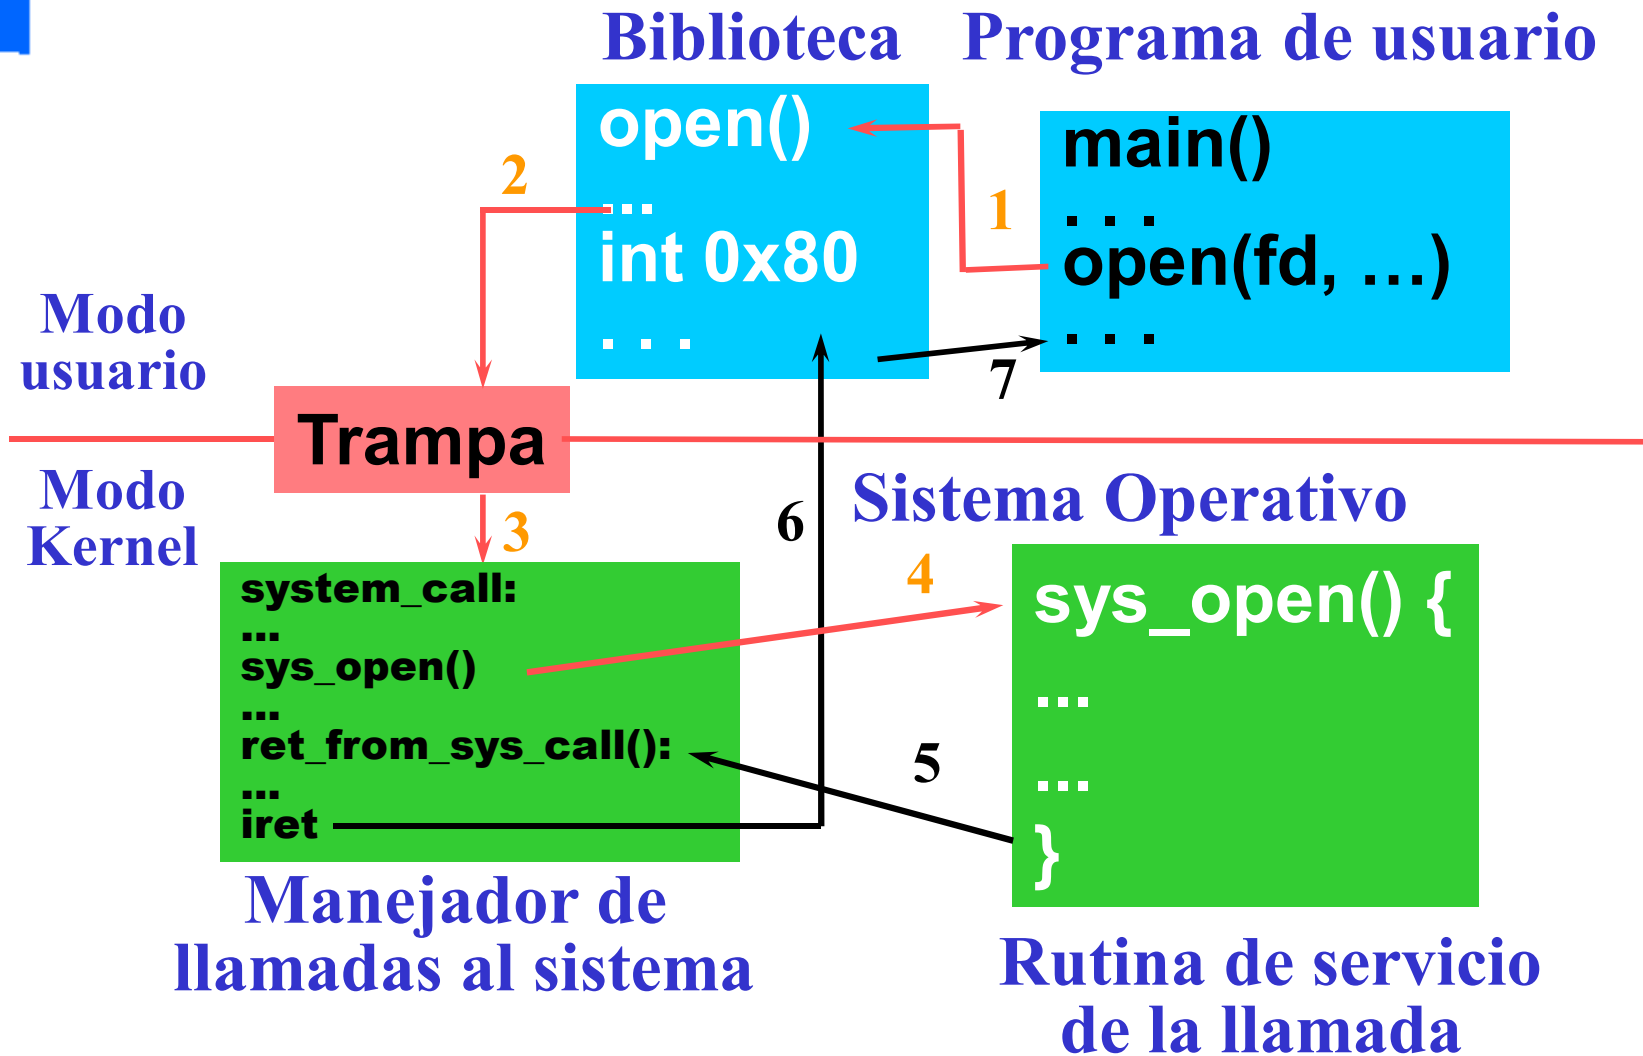 Biblioteca
Programa de usuario
open()
...
int 0x80
. . .
main()
. . .
open(fd, ...)
. . .
1
2
7
Modo
usuario
Trampa
Modo
Kernel
3
6
Sistema Operativo
4
5
system_call:
...
sys_open()
...
ret_from_sys_call():
...
iret
sys_open() {
...
...
}
Manejador de
llamadas al sistema
Rutina de servicio
de la llamada